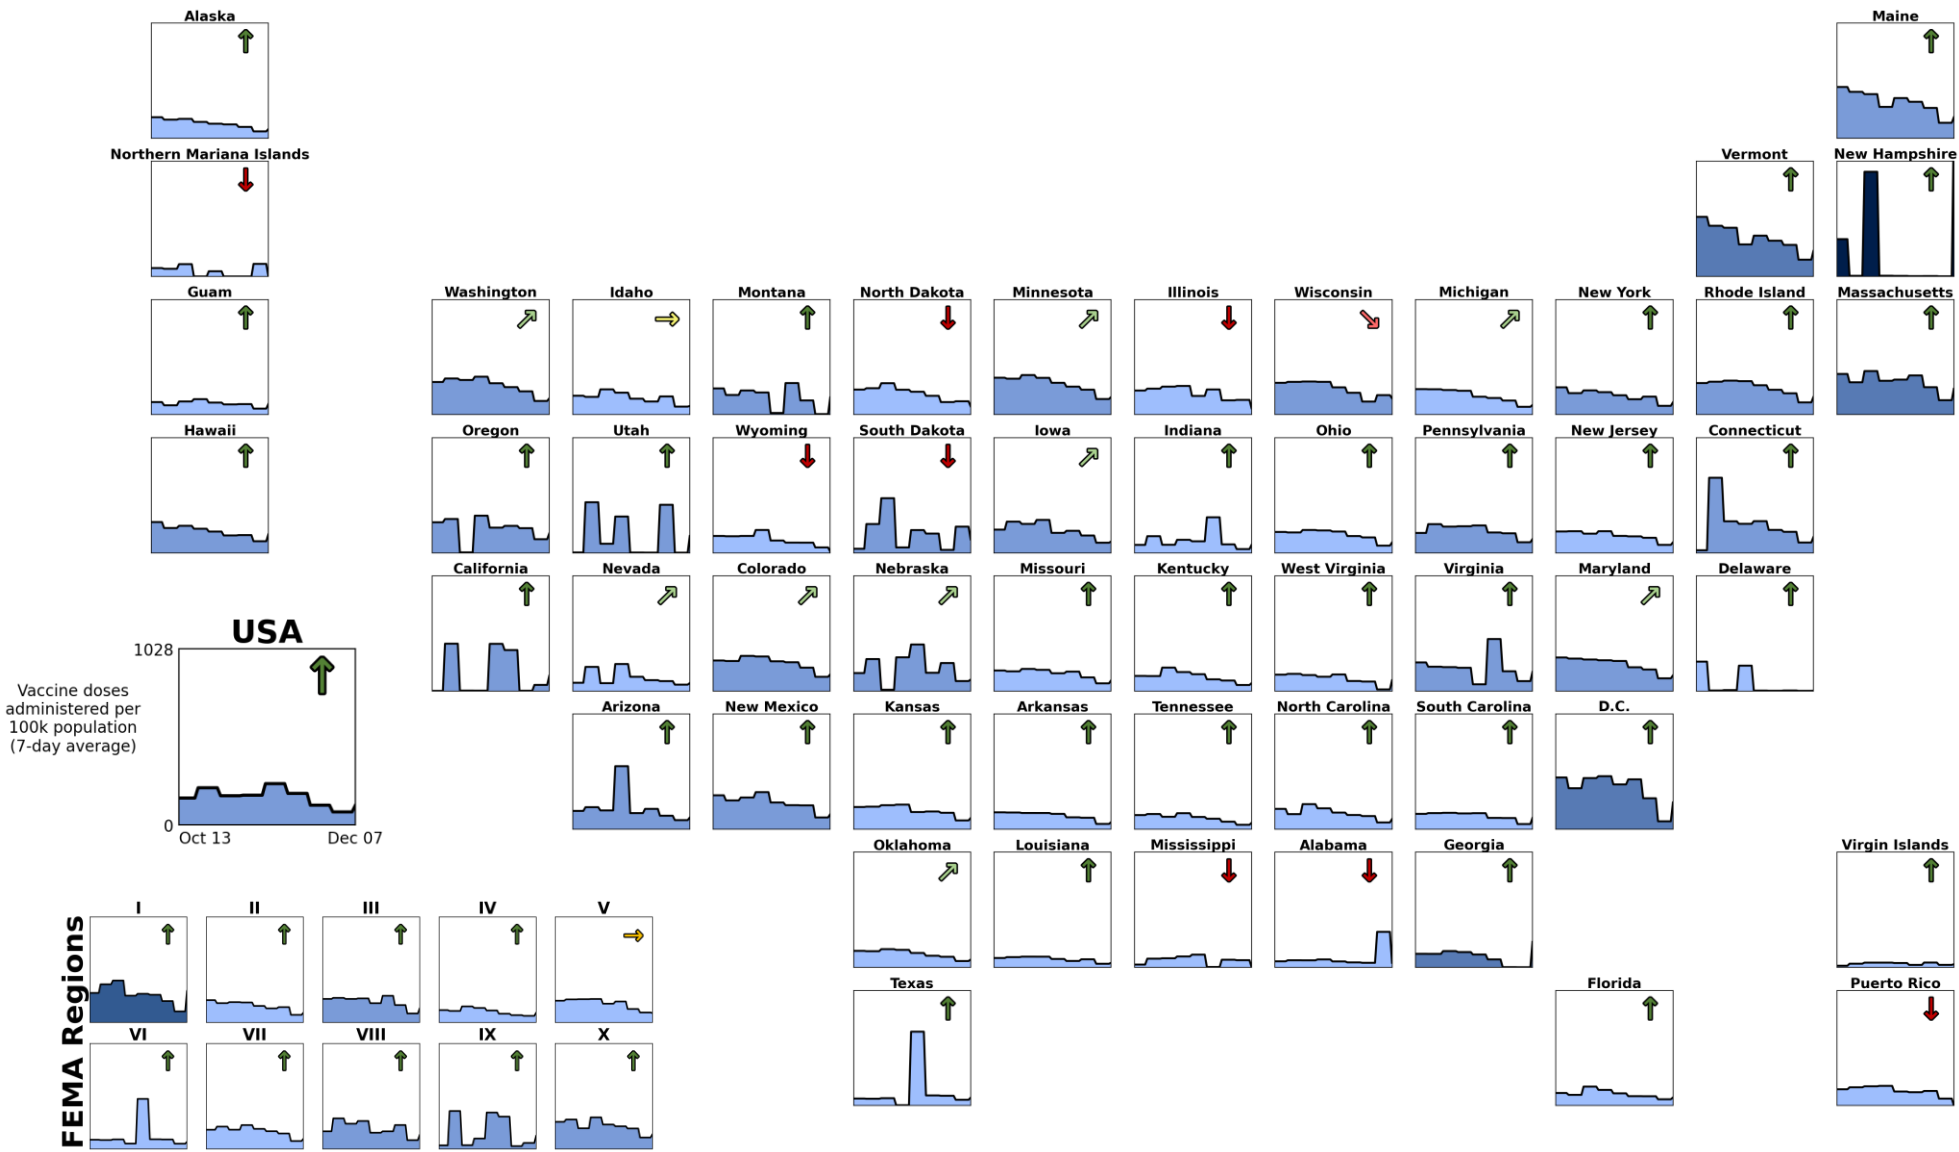 Alaska
Maine
Northern Mariana Islands
Vermont
New Hampshire
Guam
Washington
Idaho
Montana
North Dakota
Minnesota
Illinois
Wisconsin
Michigan
New York
Rhode Island
Massachusetts
Hawaii
Oregon
Utah
Wyoming
South Dakota
Iowa
Indiana
Ohio
Pennsylvania
New Jersey
Connecticut
California
Nevada
Colorado
Nebraska
Missouri
Kentucky
West Virginia
Virginia
Maryland
Delaware
USA
1028
0
Oct 13
Dec 07
Vaccine doses
administered per
100k population
(7-day average)
Arizona
New Mexico
Kansas
Arkansas
Tennessee
North Carolina
South Carolina
D.C.
Oklahoma
Louisiana
Mississippi
Alabama
Georgia
Virgin Islands
Texas
Florida
Puerto Rico
FEMA Regions
I
II
III
IV
V
VI
VII
VIII
IX
X